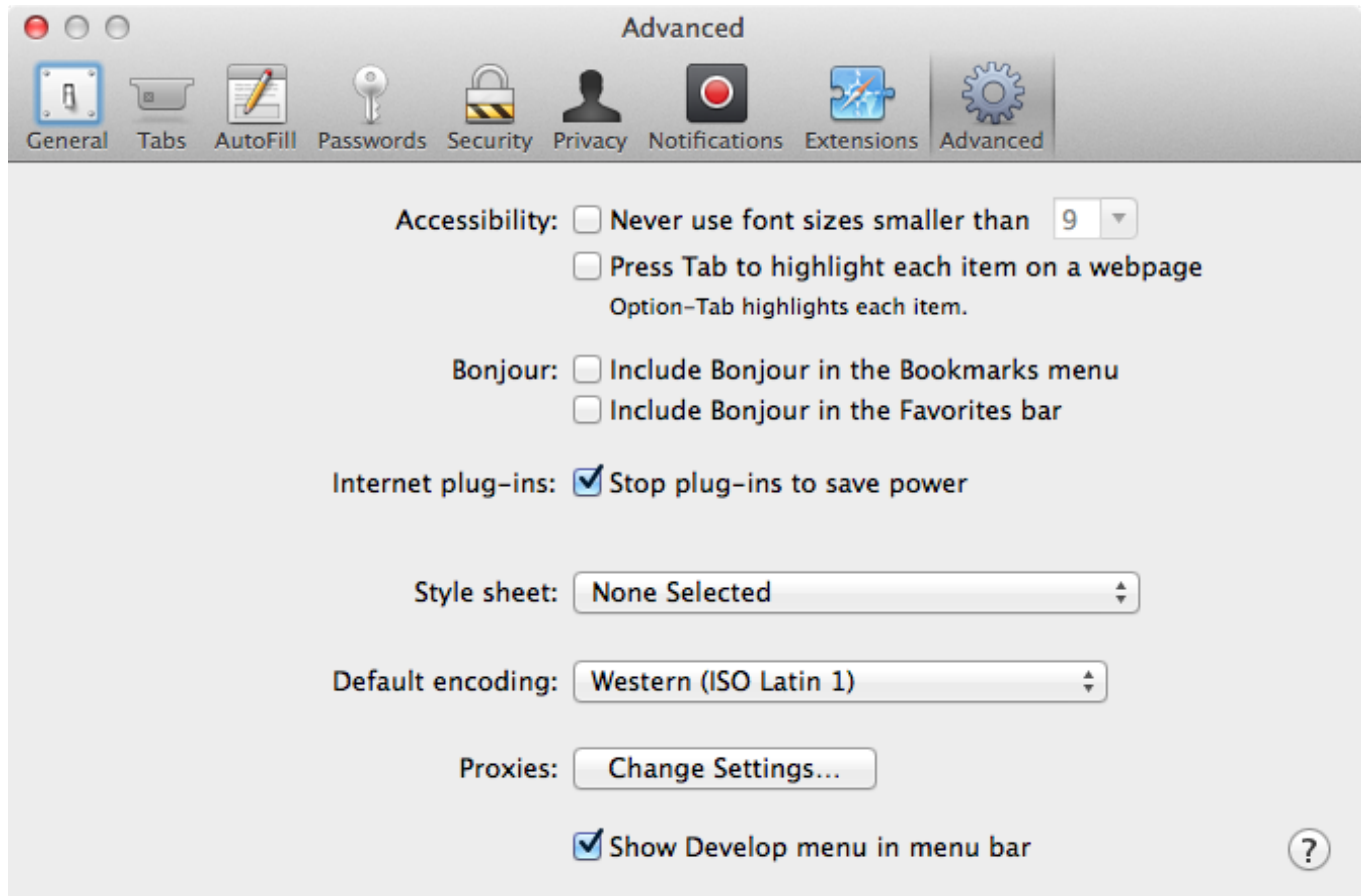 Advanced
General Tabs AutoFill Passwords Security Privacy Notifications Extensions Advanced
Accessibility: Never use font sizes smaller than 9
Press Tab to highlight each item on a webpage
Option-Tab highlights each item.
Bonjour: Include Bonjour in the Bookmarks menu
Include Bonjour in the Favorites bar
Internet plug-ins: Stop plug-ins to save power
Style sheet: None Selected
Default encoding: Western (ISO Latin 1)
Proxies: Change Settings...
Show Develop menu in menu bar
?